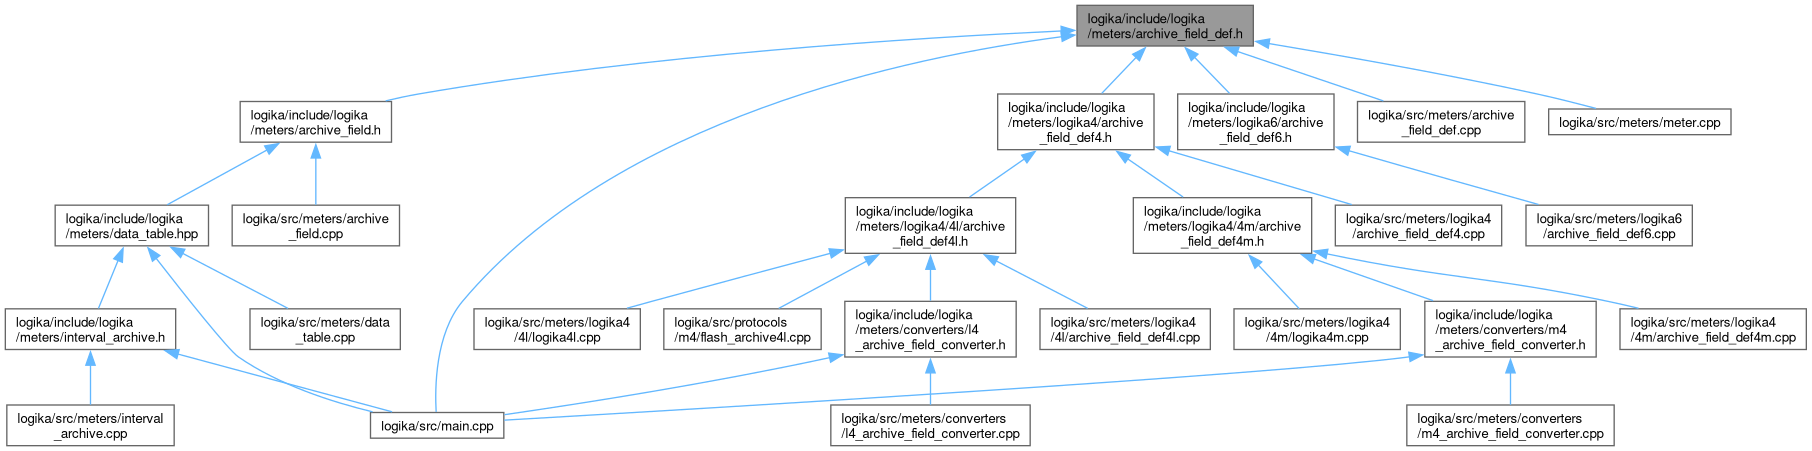 logika/include/logika
/meters/archive_field_def.h
logika/include/logika
/meters/archive_field.h
logika/include/logika
/meters/logika4/archive
_field_def4.h
logika/include/logika
/meters/logika6/archive
_field_def6.h
logika/src/meters/archive
_field_def.cpp
logika/src/meters/meter.cpp
logika/include/logika
/meters/data_table.hpp
logika/src/meters/archive
_field.cpp
logika/include/logika
/meters/logika4/4l/archive
_field_def4l.h
logika/include/logika
/meters/logika4/4m/archive
_field_def4m.h
logika/src/meters/logika4
/archive_field_def4.cpp
logika/src/meters/logika6
/archive_field_def6.cpp
logika/include/logika
/meters/interval_archive.h
logika/src/meters/data
_table.cpp
logika/src/meters/logika4
/4l/logika4l.cpp
logika/src/protocols
/m4/flash_archive4l.cpp
logika/include/logika
/meters/converters/l4
_archive_field_converter.h
logika/src/meters/logika4
/4l/archive_field_def4l.cpp
logika/src/meters/logika4
/4m/logika4m.cpp
logika/include/logika
/meters/converters/m4
_archive_field_converter.h
logika/src/meters/logika4
/4m/archive_field_def4m.cpp
logika/src/meters/interval
_archive.cpp
logika/src/main.cpp
logika/src/meters/converters
/l4_archive_field_converter.cpp
logika/src/meters/converters
/m4_archive_field_converter.cpp